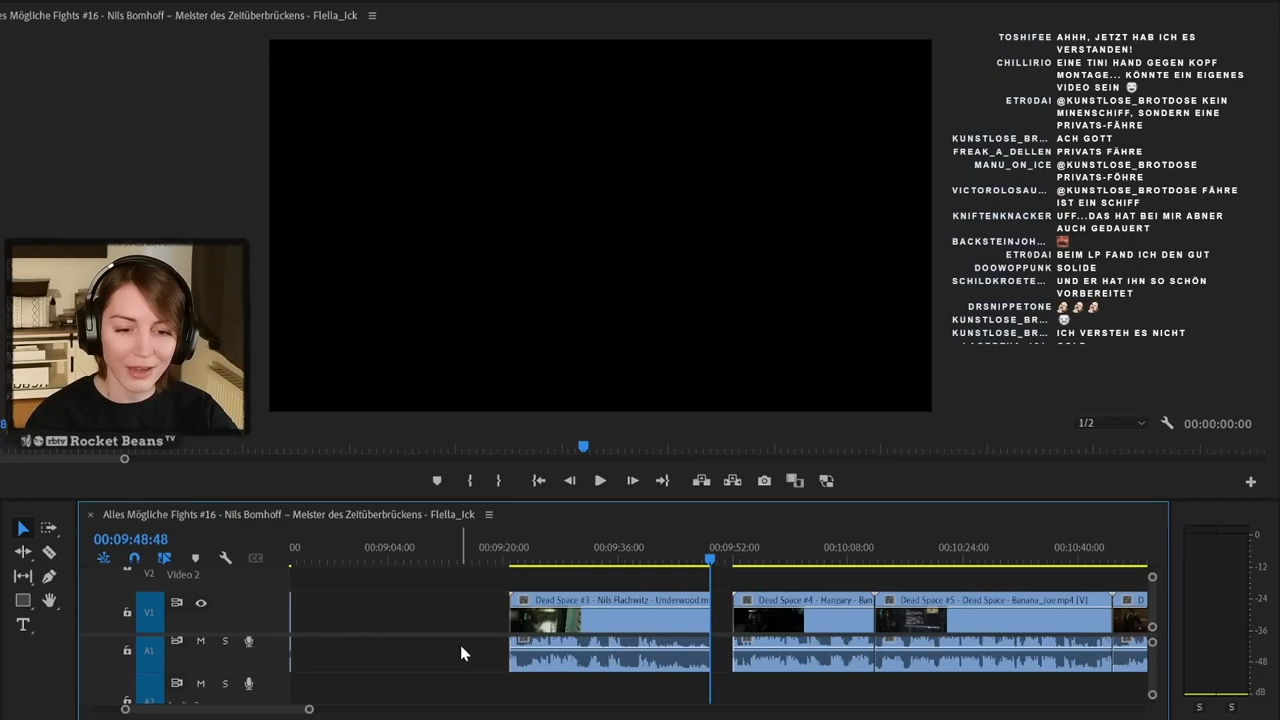 es Mögliche Fights #16 - Nils Bomhoff – Meister des Zeitüberbrückens - Flella_Ick
TOSHIFEE AHHH, JETZT HAB ICH ES
VERSTANDEN!
CHILLIRIO EINE TINI HAND GEGEN KOPF
MONTAGE... KÖNNTE EIN EIGENES
VIDEO SEIN
ETR0DAI @KUNSTLOSE_BROTDOSE KEIN
MINENSCHIFF, SONDERN EINE
PRIVATS-FÄHRE
KUNSTLOSE_BR... ACH GOTT
FREAK_A_DELLEN PRIVATS FÄHRE
MANU_ON_ICE @KUNSTLOSE_BROTDOSE
PRIVATS-FÖHRE
VICTOROLOSAU... @KUNSTLOSE_BROTDOSE FÄHRE
IST EIN SCHIFF
KNIFTENKNACKER UFF...DAS HAT BEI MIR ABNER
AUCH GEDAUERT
BACKSTEINJOH...
ETR0DAI BEIM LP FAND ICH DEN GUT
DOOWOPPUNK SOLIDE
SCHILDKROETE... UND ER HAT IHN SO SCHÖN
VORBEREITET
DRSNIPPETONE
KUNSTLOSE_BR...
KUNSTLOSE_BR... ICH VERSTEH ES NICHT
rbtv Rocket Beans TV
8
1/2
00:00:00:00
Alles Mögliche Fights #16 - Nils Bomhoff – Meister des Zeitüberbrückens - Flella_Ick
00:09:48:48
00 00:09:04:00 00:09:20:00 00:09:36:00 00:09:52:00 00:10:08:00 00:10:24:00 00:10:40:00
V2 Video 2
V1
Dead Space #3 - Nils Flachwitz - Underwood.m
Dead Space #4 - Hangary - Ban
Dead Space #5 - Dead Space - Banana_Joe.mp4 [V]
D
A1 M S
M S
0
-12
-24
-36
-48
dB
S S